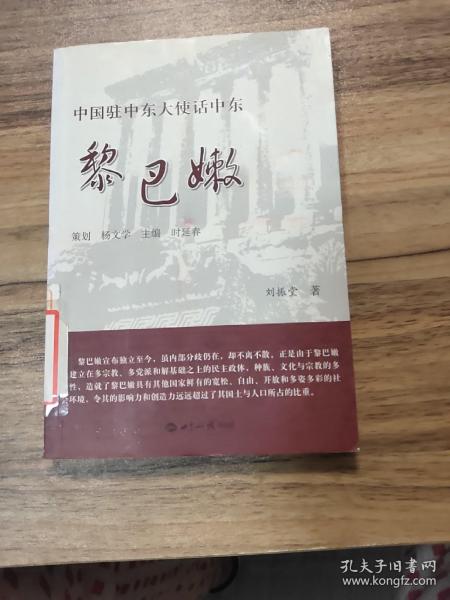 中国驻中东大使话中东
黎巴嫩
策划 杨文学 主编 时延春
刘振堂 著
黎巴嫩宣布独立至今,虽内部分歧仍在,却不离不散。正是由于黎巴嫩
建立在多宗教、多党派和解基础之上的民主政体,种族、文化与宗教的多
性,造就了黎巴嫩具有其他国家鲜有的宽松、自由、开放和多姿多彩的社
环境,令其的影响力和创造力远远超过了其国土与人口所占的比重。
孔夫子旧书网
www.kongfz.com